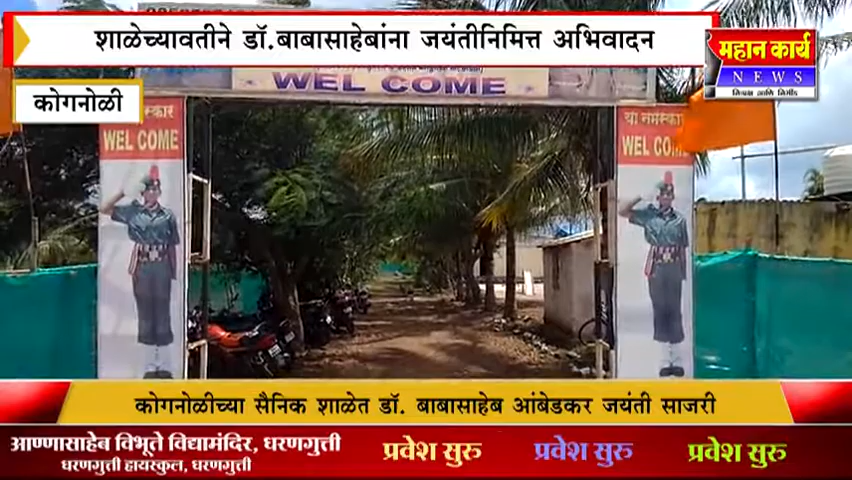 शाळेच्यावतीने डॉ.बाबासाहेबांना जयंतीनिमित्त अभिवादन
महान कार्य
NEWS
कोगनोळी
WEL COME
WEL COME
या नमस्कार
WEL COME
कोगनोळीच्या सैनिक शाळेत डॉ. बाबासाहेब आंबेडकर जयंती साजरी
आण्णासाहेब विभूते विद्यामंदिर, धरणगुत्ती
धरणगुत्ती हायस्कुल, धरणगुत्ती
प्रवेश सुरू प्रवेश सुरू प्रवेश सुरू